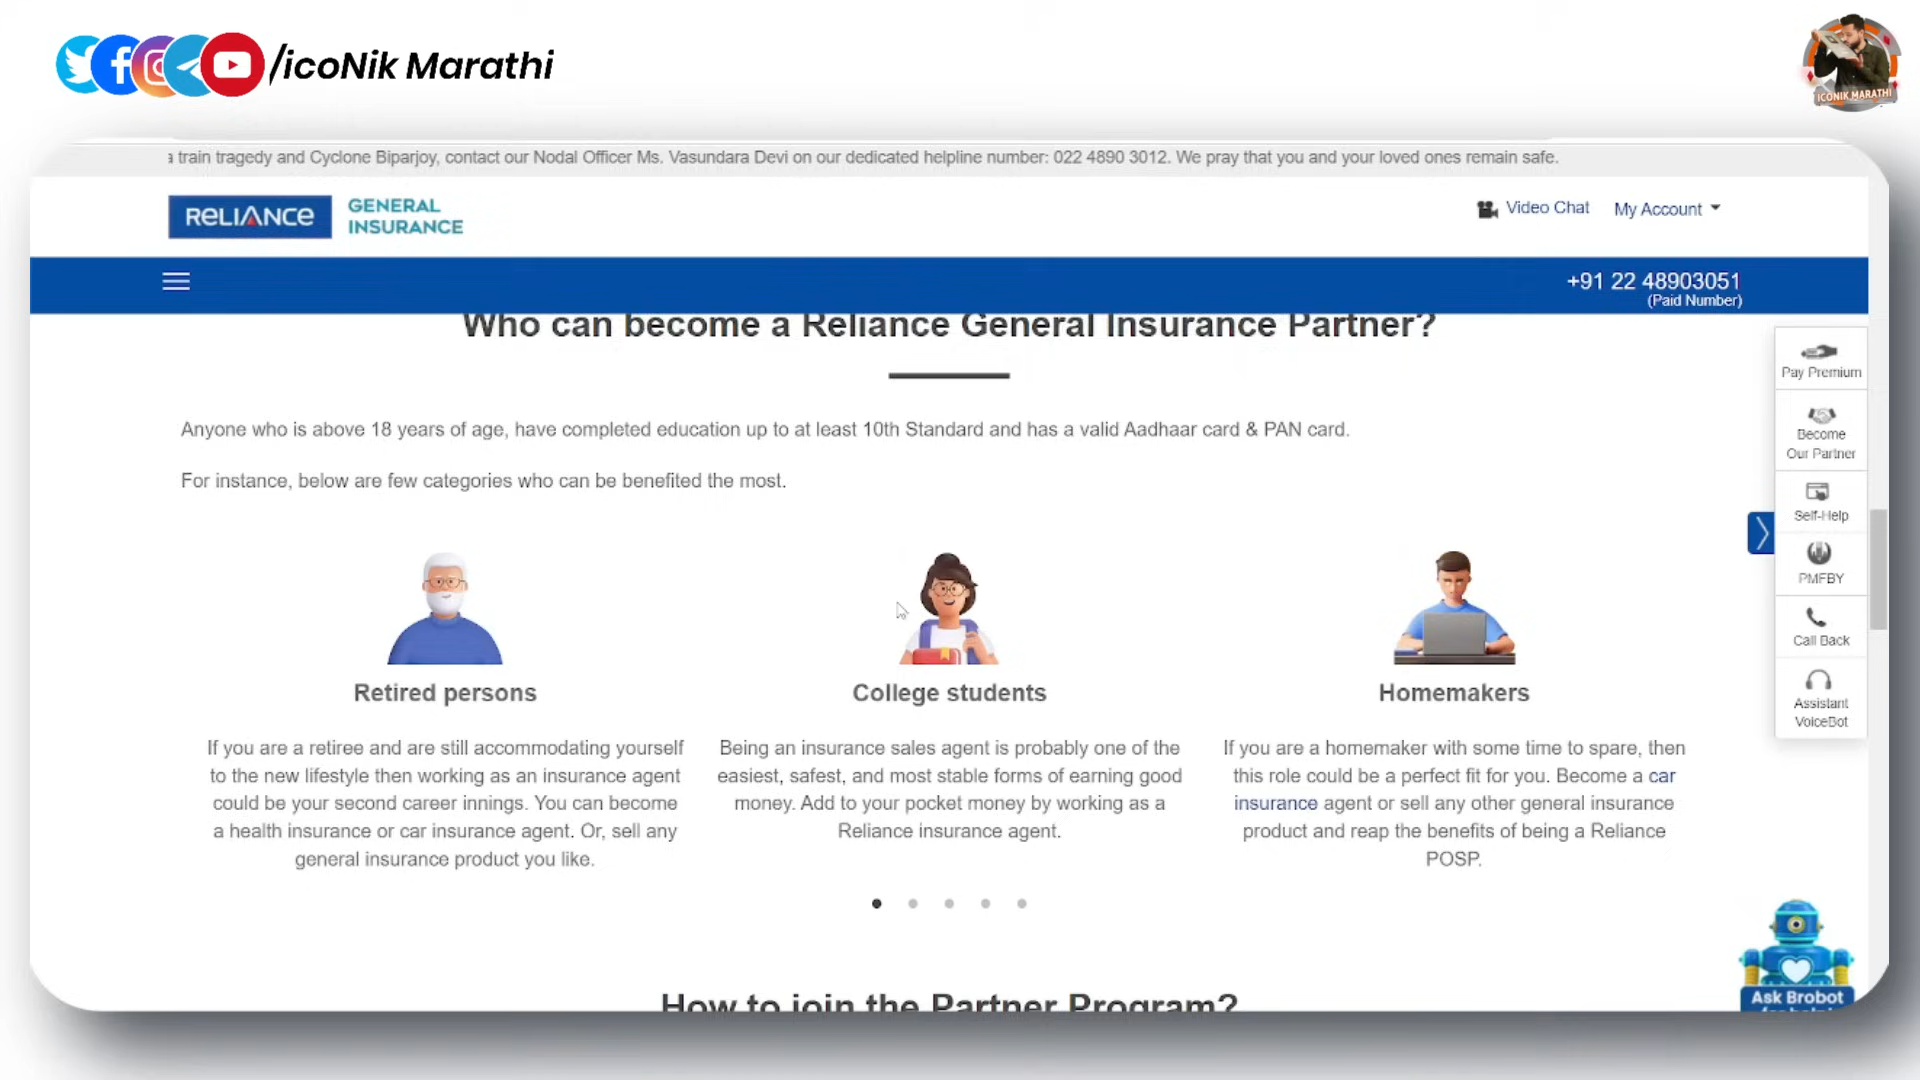 /icoNik Marathi
ICONIK MARATHI
a train tragedy and Cyclone Biparjoy, contact our Nodal Officer Ms. Vasundara Devi on our dedicated helpline number: 022 4890 3012. We pray that you and your loved ones remain safe.
RELIANCE
GENERAL
INSURANCE
Video Chat
My Account
+91 22 48903051
(Paid Number)
Who can become a Reliance General Insurance Partner?
Anyone who is above 18 years of age, have completed education up to at least 10th Standard and has a valid Aadhaar card & PAN card.
For instance, below are few categories who can be benefited the most.
Retired persons
If you are a retiree and are still accommodating yourself
to the new lifestyle then working as an insurance agent
could be your second career innings. You can become
a health insurance or car insurance agent. Or, sell any
general insurance product you like.
College students
Being an insurance sales agent is probably one of the
easiest, safest, and most stable forms of earning good
money. Add to your pocket money by working as a
Reliance insurance agent.
Homemakers
If you are a homemaker with some time to spare, then
this role could be a perfect fit for you. Become a car
insurance agent or sell any other general insurance
product and reap the benefits of being a Reliance
POSP.
Pay Premium
Become
Our Partner
Self-Help
PMFBY
Call Back
Assistant
VoiceBot
Ask Brobot
How to join the Partner Program?